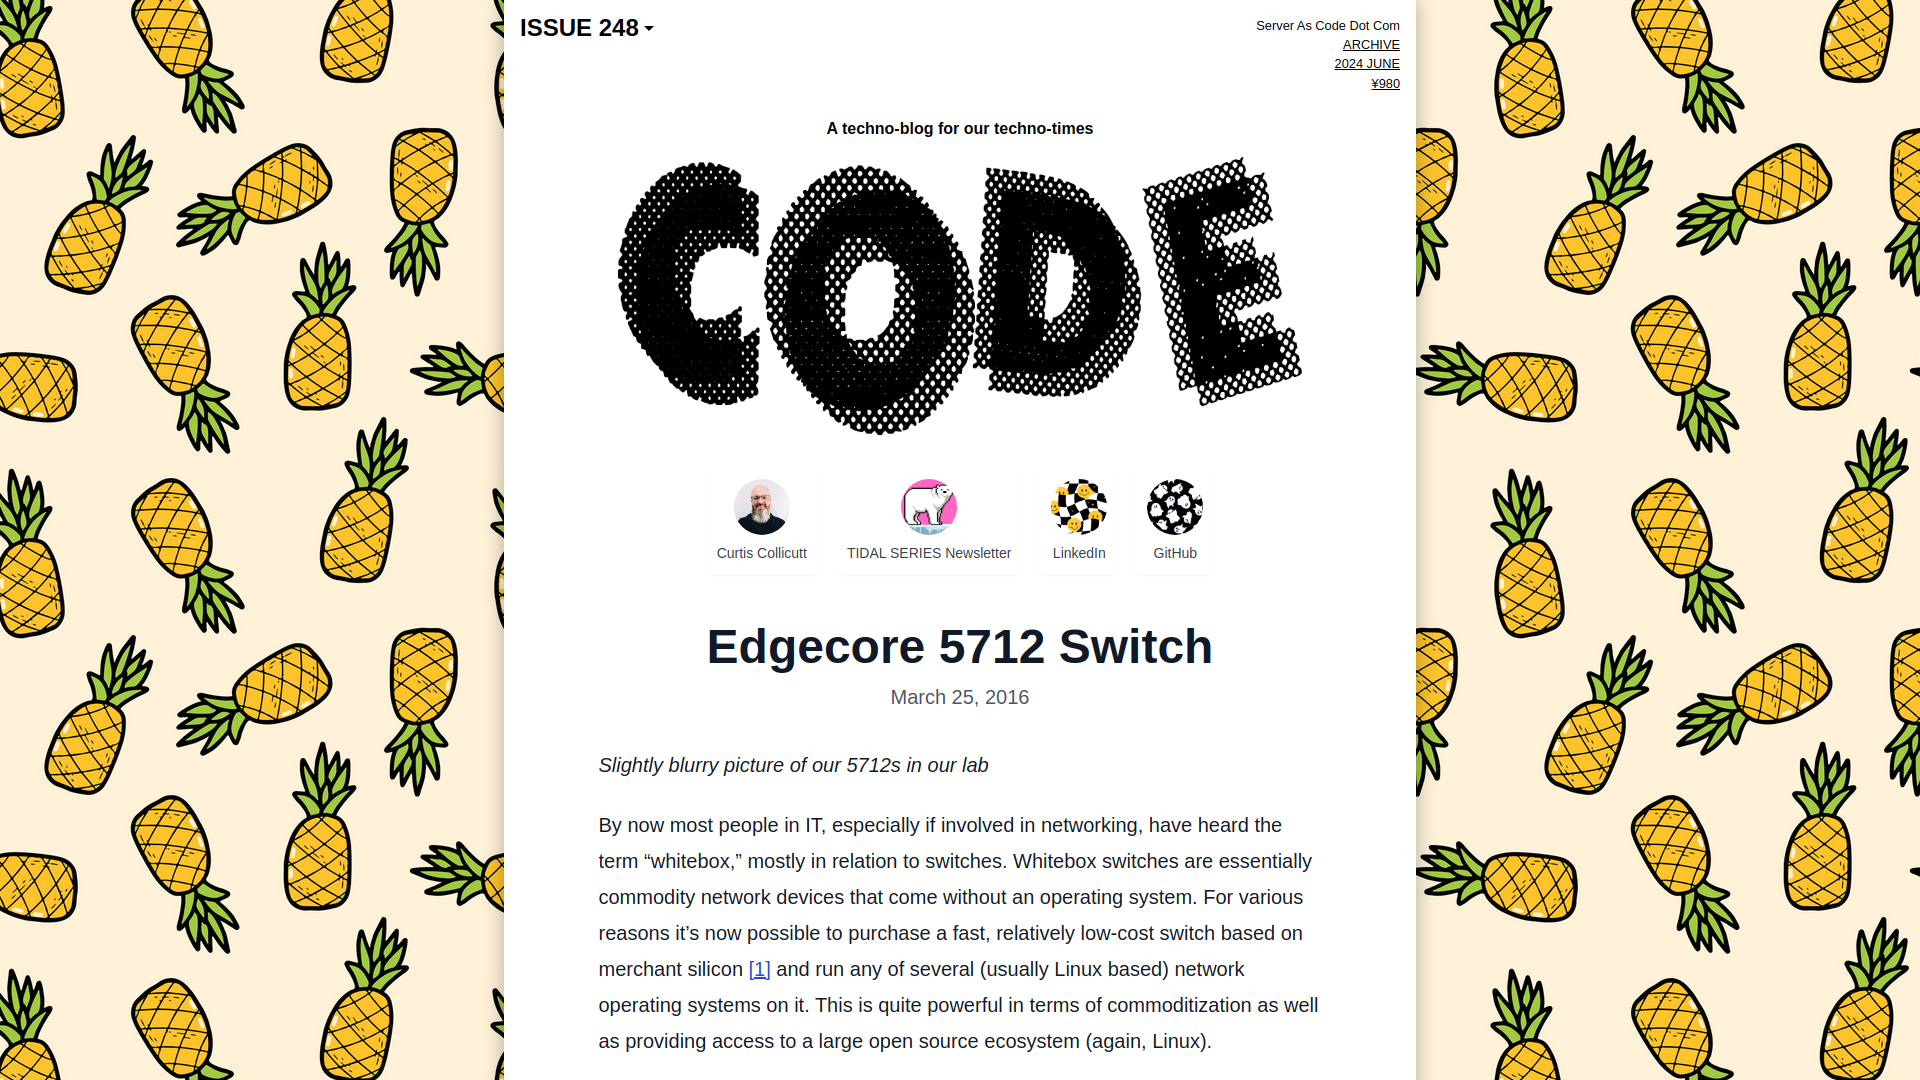 ISSUE 248
Server As Code Dot Com
ARCHIVE
2024 JUNE
¥980
A techno-blog for our techno-times
CODE
Curtis Collicutt
TIDAL SERIES Newsletter
LinkedIn
GitHub
Edgecore 5712 Switch
March 25, 2016
Slightly blurry picture of our 5712s in our lab
By now most people in IT, especially if involved in networking, have heard the
term “whitebox,” mostly in relation to switches. Whitebox switches are essentially
commodity network devices that come without an operating system. For various
reasons it’s now possible to purchase a fast, relatively low-cost switch based on
merchant silicon [1] and run any of several (usually Linux based) network
operating systems on it. This is quite powerful in terms of commoditization as well
as providing access to a large open source ecosystem (again, Linux).